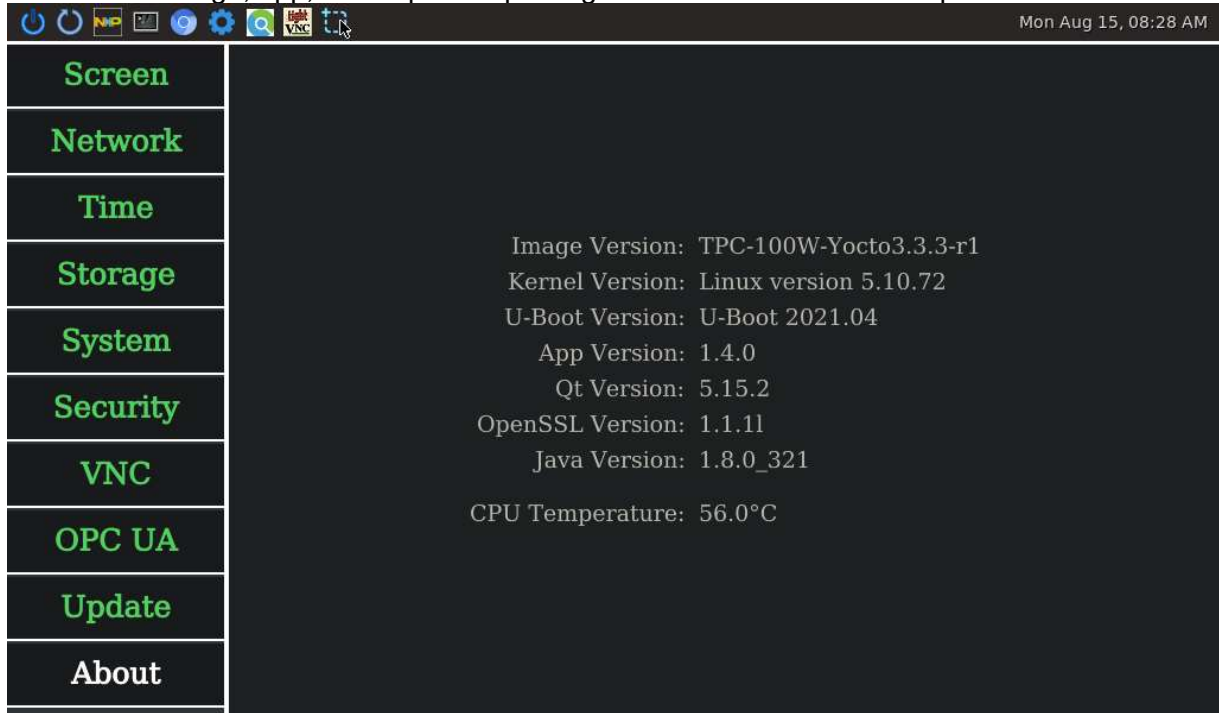 NXP
VNC
Mon Aug 15, 08:28 AM
Screen
Network
Time
Storage
System
Security
VNC
OPC UA
Update
About
Image Version: TPC-100W-Yocto3.3.3-r1
Kernel Version: Linux version 5.10.72
U-Boot Version: U-Boot 2021.04
App Version: 1.4.0
Qt Version: 5.15.2
OpenSSL Version: 1.1.1l
Java Version: 1.8.0_321
CPU Temperature: 56.0°C